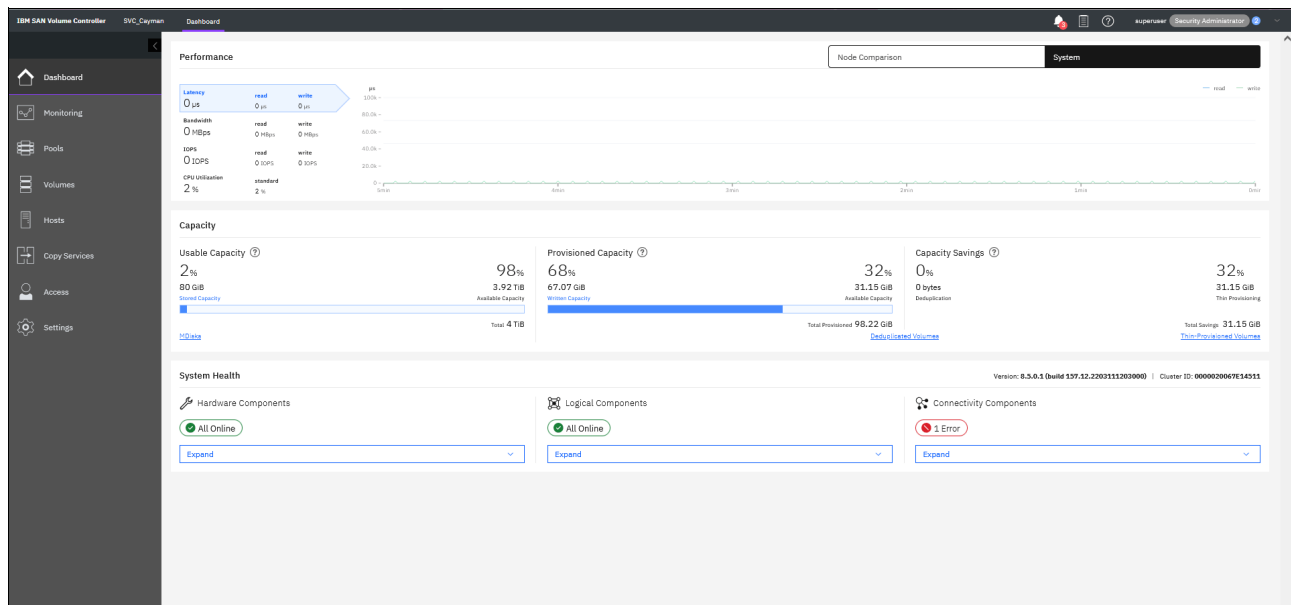 IBM SAN Volume Controller SVC_Cayman Dashboard superuser Security Administrator 2
Dashboard
Monitoring
Pools
Volumes
Hosts
Copy Services
Access
Settings
Performance Node Comparison System
Latency read write
0 µs 0 µs 0 µs
Bandwidth read write
0 MBps 0 MBps 0 MBps
IOPS read write
0 IOPS 0 IOPS 0 IOPS
CPU Utilization standard
2 % 2 %
µs
100k
80.0k
60.0k
40.0k
20.0k
0
5min 4min 3min 2min 1min 0min
read write
Capacity
Usable Capacity
2% 98%
80 GiB 3.92 TiB
Stored Capacity Available Capacity
Total 4 TiB
MDisks
Provisioned Capacity
68% 32%
67.07 GiB 31.15 GiB
Written Capacity Available Capacity
Total Provisioned 98.22 GiB
Deduplicated Volumes
Capacity Savings
0% 32%
0 bytes 31.15 GiB
Deduplication Thin Provisioning
Total Savings 31.15 GiB
Thin-Provisioned Volumes
System Health Version: 8.5.0.1 (build 157.12.2203111203000) | Cluster ID: 0000020067E14511
Hardware Components
All Online
Expand
Logical Components
All Online
Expand
Connectivity Components
1 Error
Expand